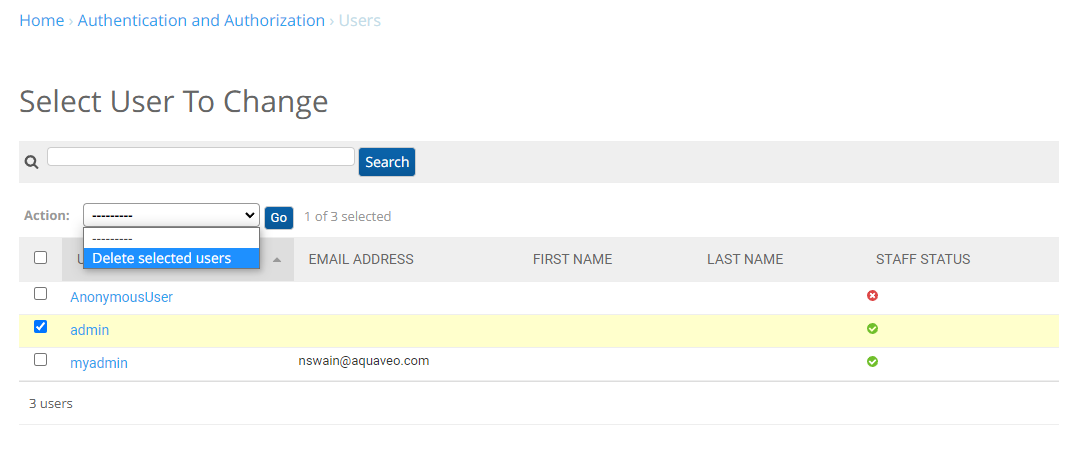 Home › Authentication and Authorization › Users
Select User To Change
Search
Action: --------- Go 1 of 3 selected
---------
Delete selected users
EMAIL ADDRESS FIRST NAME LAST NAME STAFF STATUS
AnonymousUser
admin
myadmin nswain@aquaveo.com
3 users